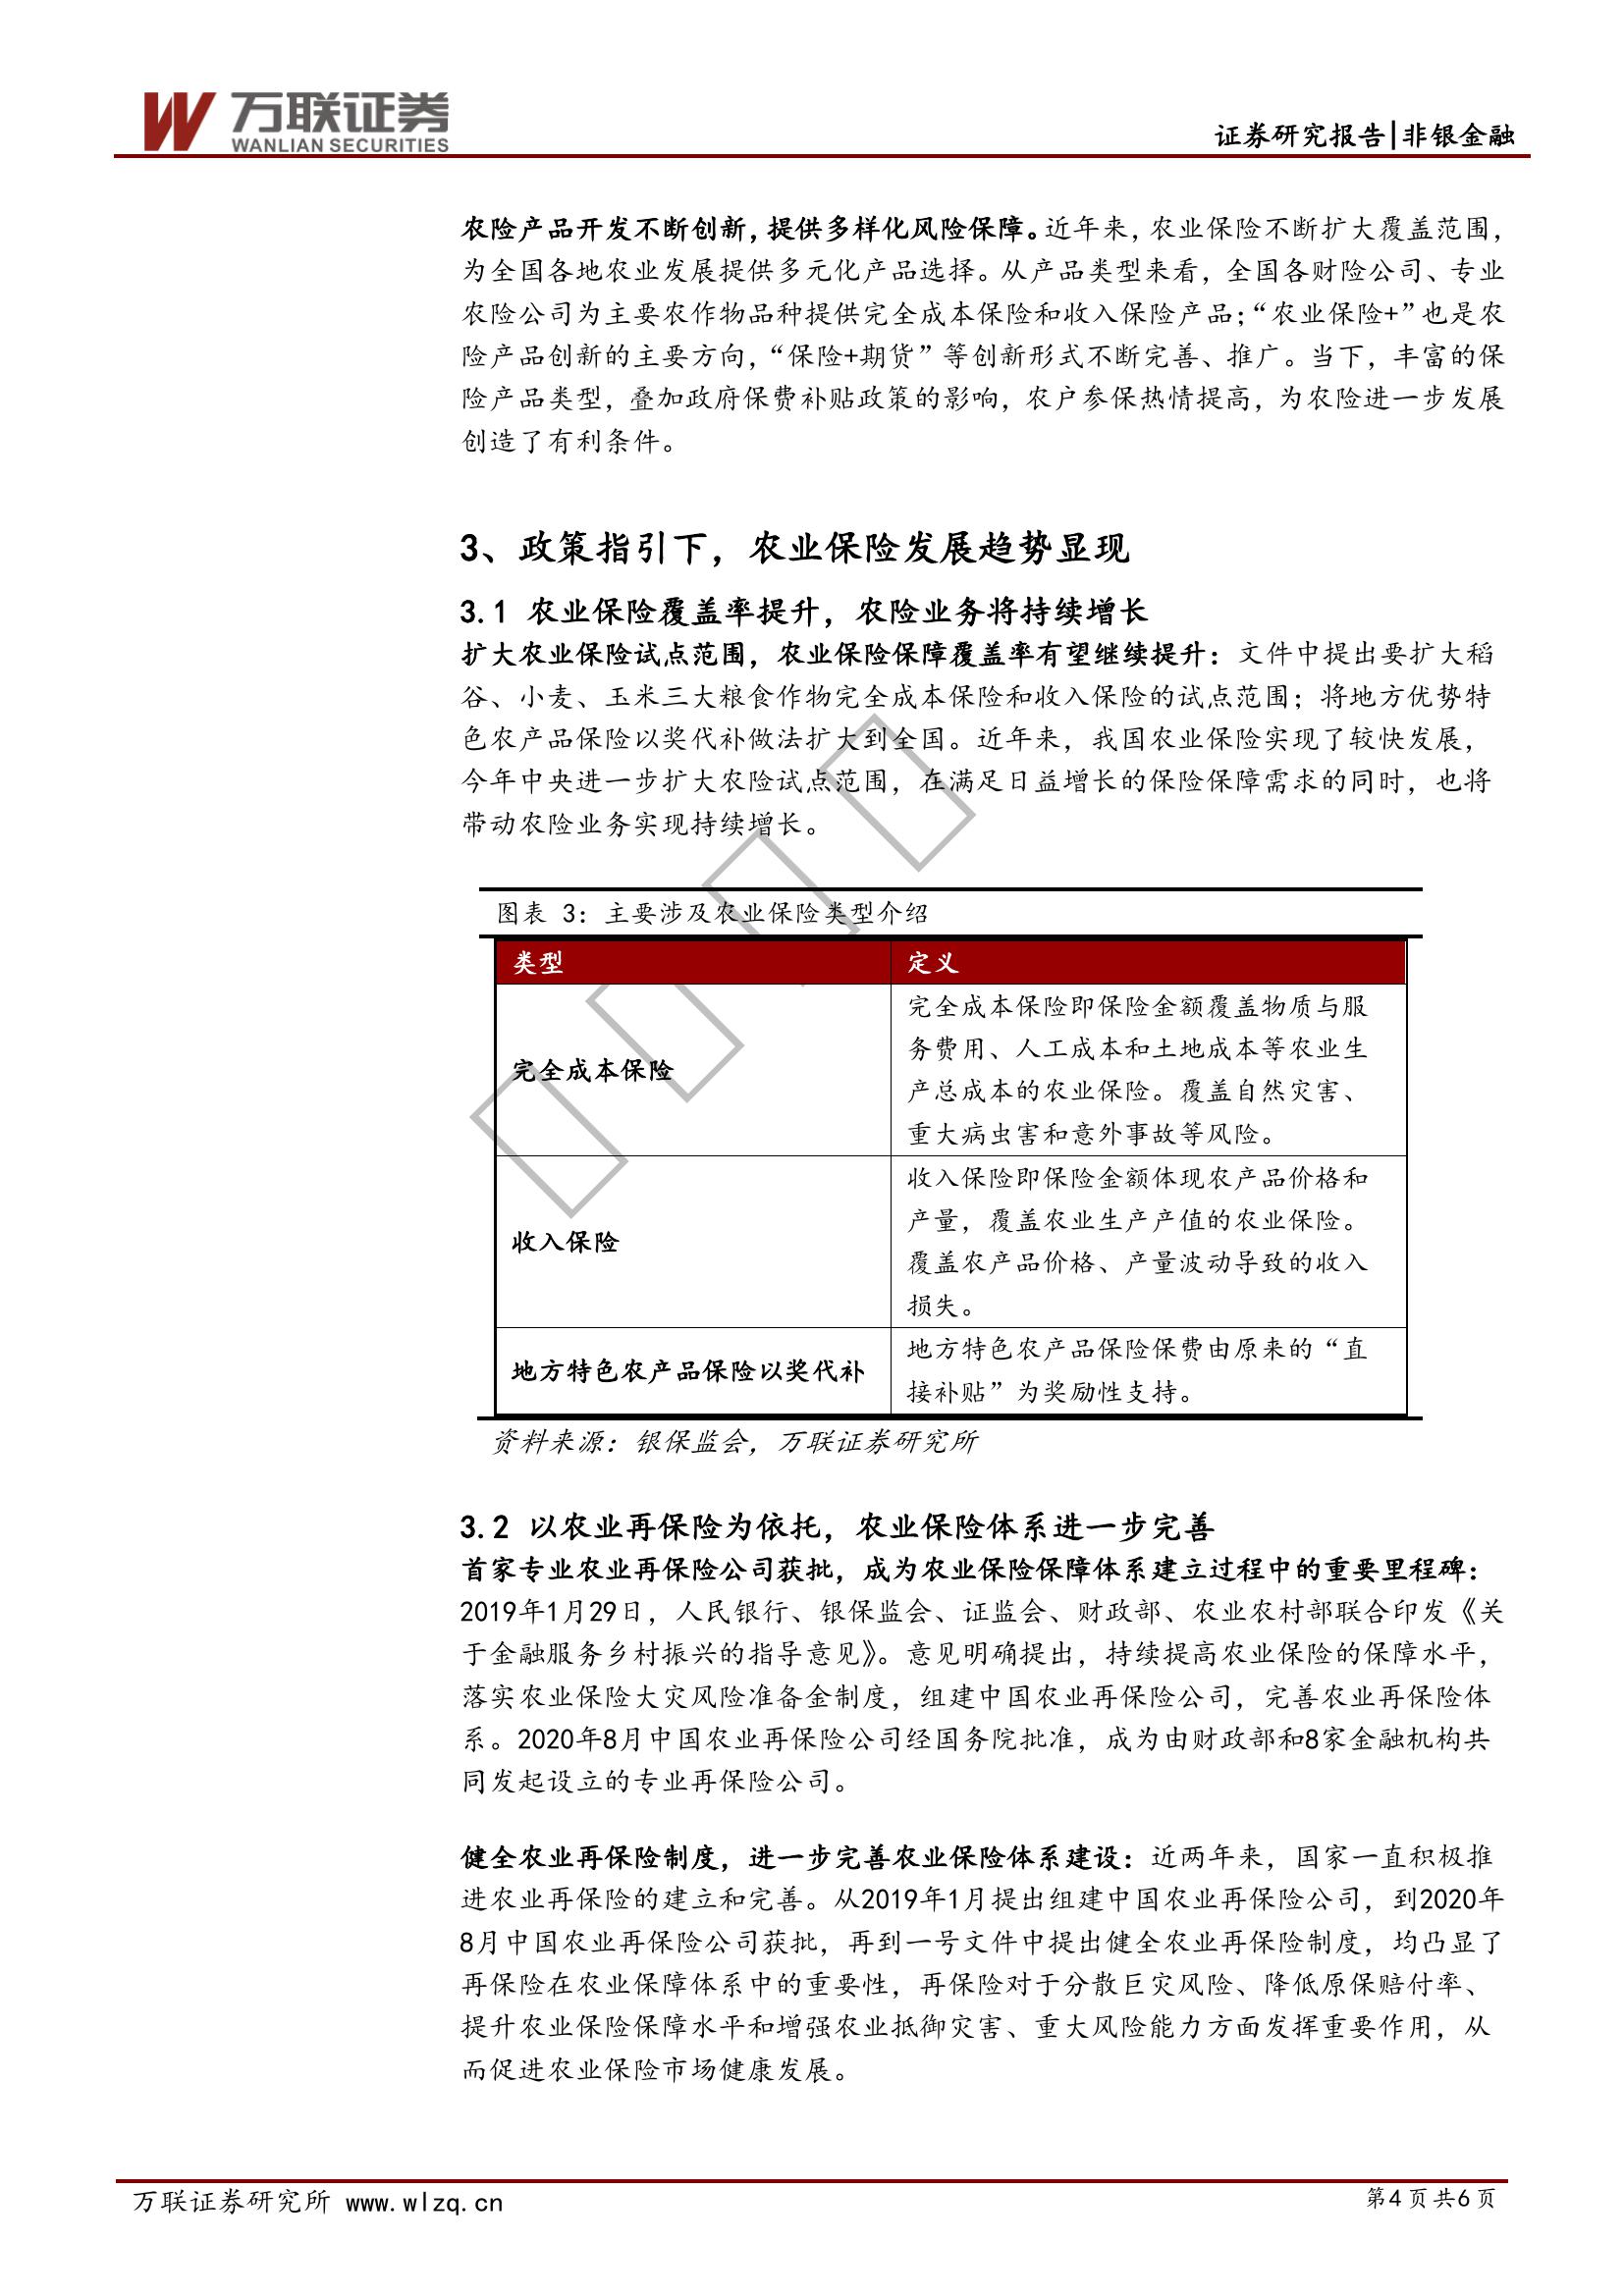 万联证券
WANLIAN SECURITIES
证券研究报告|非银金融
农险产品开发不断创新，提供多样化风险保障。近年来，农业保险不断扩大覆盖范围，
为全国各地农业发展提供多元化产品选择。从产品类型来看，全国各财险公司、专业
农险公司为主要农作物品种提供完全成本保险和收入保险产品；“农业保险+”也是农
险产品创新的主要方向，“保险+期货”等创新形式不断完善、推广。当下，丰富的保
险产品类型，叠加政府保费补贴政策的影响，农户参保热情提高，为农险进一步发展
创造了有利条件。
3、政策指引下，农业保险发展趋势显现
3.1 农业保险覆盖率提升，农险业务将持续增长
扩大农业保险试点范围，农业保险保障覆盖率有望继续提升：文件中提出要扩大稻
谷、小麦、玉米三大粮食作物完全成本保险和收入保险的试点范围；将地方优势特
色农产品保险以奖代补做法扩大到全国。近年来，我国农业保险实现了较快发展，
今年中央进一步扩大农险试点范围，在满足日益增长的保险保障需求的同时，也将
带动农险业务实现持续增长。
图表 3：主要涉及农业保险类型介绍
类型
定义
完全成本保险
完全成本保险即保险金额覆盖物质与服
务费用、人工成本和土地成本等农业生
产总成本的农业保险。覆盖自然灾害、
重大病虫害和意外事故等风险。
收入保险
收入保险即保险金额体现农产品价格和
产量，覆盖农业生产产值的农业保险。
覆盖农产品价格、产量波动导致的收入
损失。
地方特色农产品保险以奖代补
地方特色农产品保险保费由原来的“直
接补贴”为奖励性支持。
资料来源：银保监会，万联证券研究所
3.2 以农业再保险为依托，农业保险体系进一步完善
首家专业农业再保险公司获批，成为农业保险保障体系建立过程中的重要里程碑：
2019年1月29日，人民银行、银保监会、证监会、财政部、农业农村部联合印发《关
于金融服务乡村振兴的指导意见》。意见明确提出，持续提高农业保险的保障水平，
落实农业保险大灾风险准备金制度，组建中国农业再保险公司，完善农业再保险体
系。2020年8月中国农业再保险公司经国务院批准，成为由财政部和8家金融机构共
同发起设立的专业再保险公司。
健全农业再保险制度，进一步完善农业保险体系建设：近两年来，国家一直积极推
进农业再保险的建立和完善。从2019年1月提出组建中国农业再保险公司，到2020年
8月中国农业再保险公司获批，再到一号文件中提出健全农业再保险制度，均凸显了
再保险在农业保障体系中的重要性，再保险对于分散巨灾风险、降低原保赔付率、
提升农业保险保障水平和增强农业抵御灾害、重大风险能力方面发挥重要作用，从
而促进农业保险市场健康发展。
万联证券研究所 www.wlzq.cn
第4页共6页